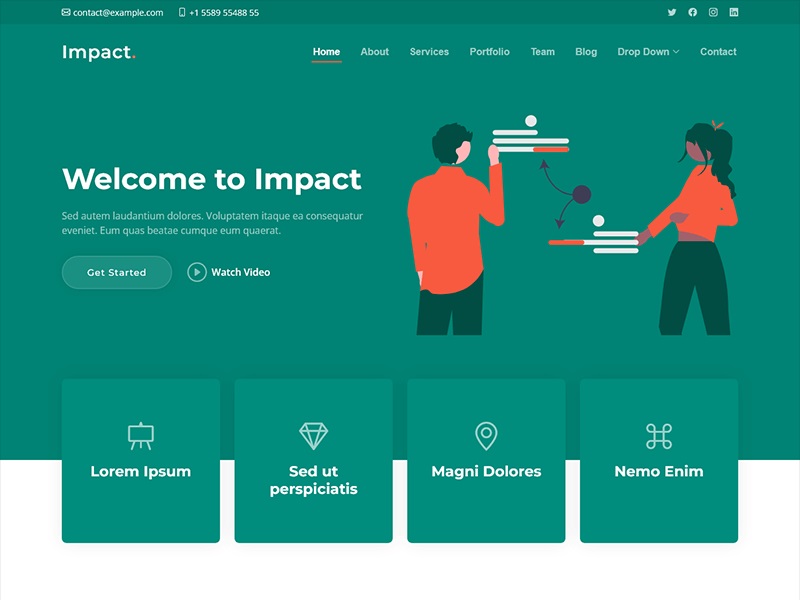 contact@example.com +1 5589 55488 55
Impact.
Home About Services Portfolio Team Blog Drop Down Contact
Welcome to Impact
Sed autem laudantium dolores. Voluptatem itaque ea consequatur
eveniet. Eum quas beatae cumque eum quaerat.
Get Started Watch Video
Lorem Ipsum
Sed ut
perspiciatis
Magni Dolores
Nemo Enim